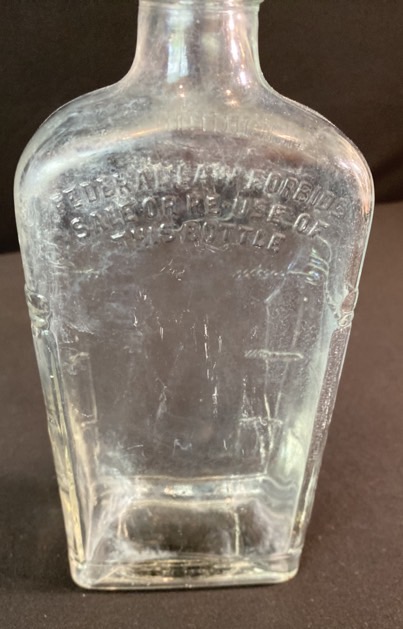 FEDERAL LAW FORBIDS
SALE OR RE-USE OF
THIS BOTTLE